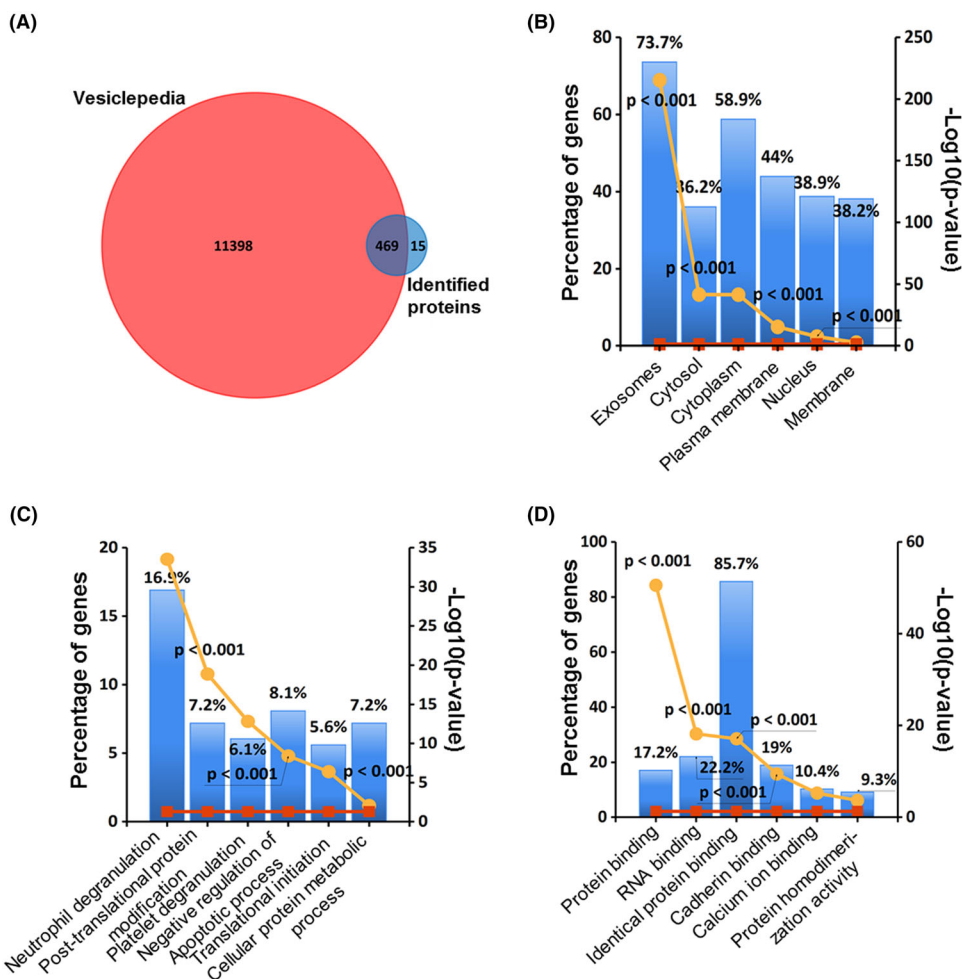 (A)
Vesiclepedia
11398
469
15
Identified
proteins
(B)
Percentage of genes
80
60
40
20
0
73.7%
p < 0.001
36.2%
p < 0.001
58.9%
44%
p < 0.001
38.9%
38.2%
p < 0.001
250
200
150
100
50
0
-Log10(p-value)
Exosomes
Cytosol
Cytoplasm
Plasma membrane
Nucleus
Membrane
(C)
Percentage of genes
20
15
10
5
0
16.9%
p < 0.001
7.2%
6.1%
p < 0.001
8.1%
5.6%
7.2%
p < 0.001
35
30
25
20
15
10
5
0
-Log10(p-value)
Neutrophil degranulation
Post-translational protein
modification
Platelet degranulation
Negative regulation of
Apoptotic process
Translational initiation
Cellular protein metabolic
process
(D)
Percentage of genes
100
80
60
40
20
0
p < 0.001
17.2%
p < 0.001
22.2%
85.7%
p < 0.001
p < 0.001
19%
10.4%
9.3%
60
40
20
0
-Log10(p-value)
Protein binding
RNA binding
Identical protein binding
Cadherin binding
Calcium ion binding
Protein homodimeri-
zation activity